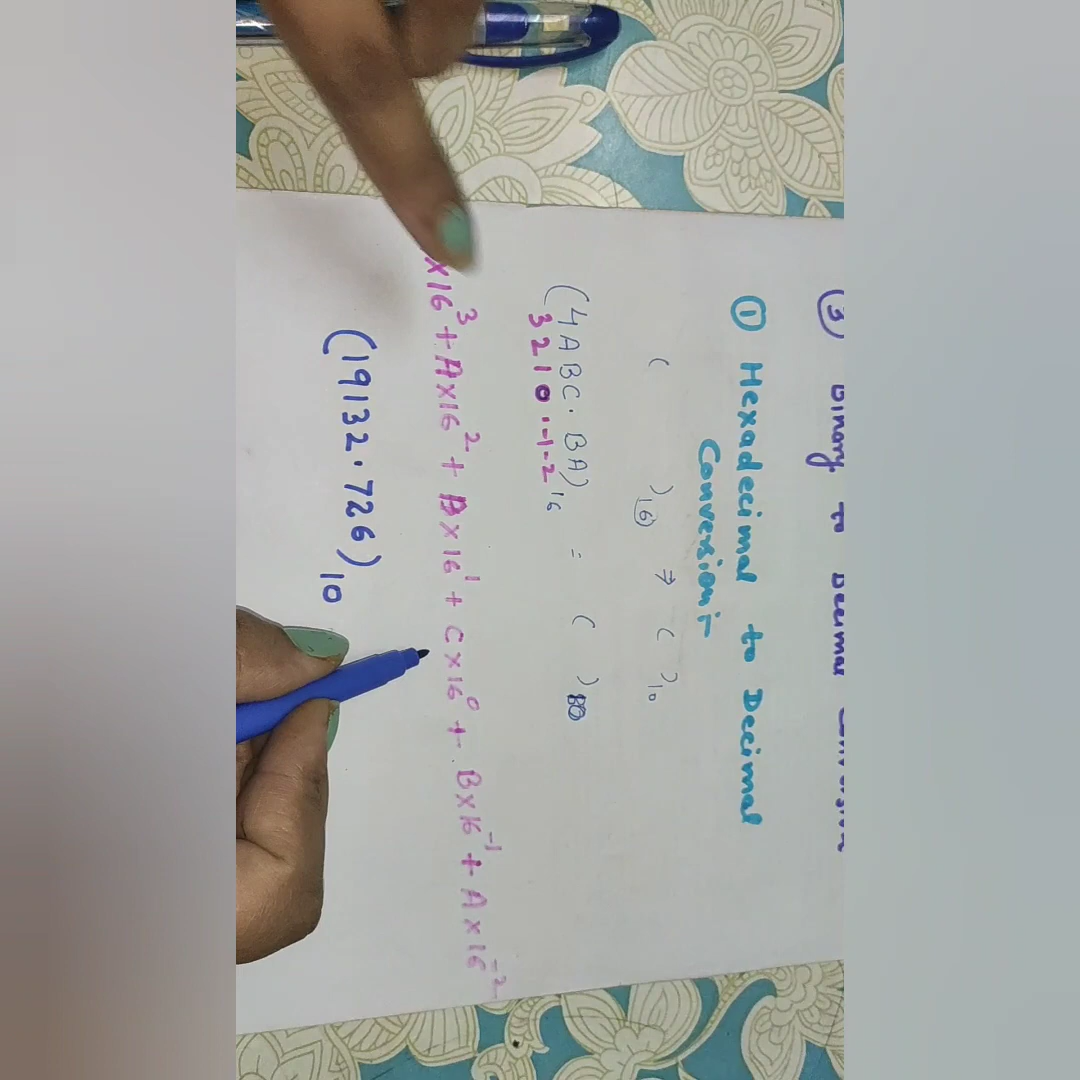 ③ Binary to Decimal Conversion
① Hexadecimal to Decimal
Conversion:-
( )₁₆ ⇒ ( )₁₀
(4ABC.BA)₁₆ = ( )₁₀
3 2 1 0 . -1 -2
×16³ + A×16² + B×16¹ + C×16⁰ + B×16⁻¹ + A×16⁻²
(19132.726)₁₀